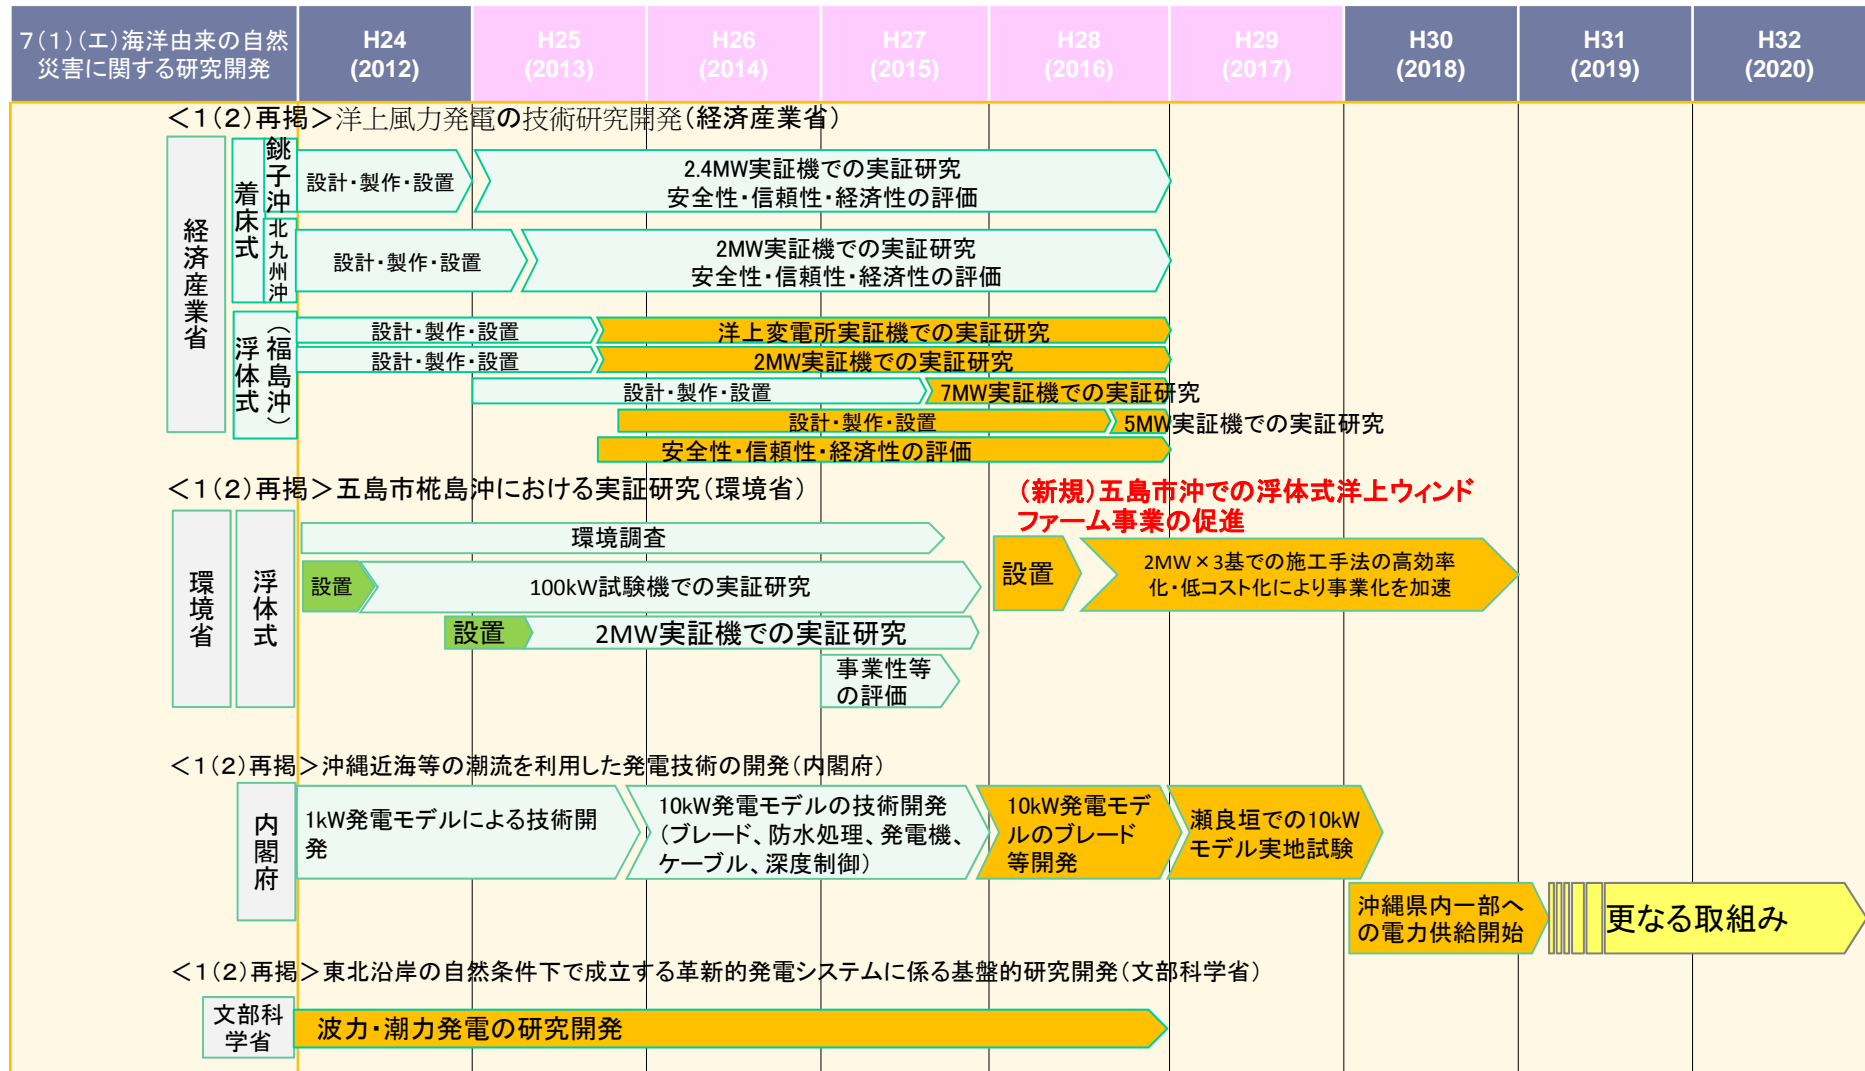 7(1)(エ)海洋由来の自然
災害に関する研究開発
H24
(2012)
H25
(2013)
H26
(2014)
H27
(2015)
H28
(2016)
H29
(2017)
H30
(2018)
H31
(2019)
H32
(2020)
＜1(2)再掲＞洋上風力発電の技術研究開発(経済産業省)
経済産業省
着床式
銚子沖
設計・製作・設置
2.4MW実証機での実証研究
安全性・信頼性・経済性の評価
北九州沖
設計・製作・設置
2MW実証機での実証研究
安全性・信頼性・経済性の評価
浮体式
(福島沖)
設計・製作・設置
洋上変電所実証機での実証研究
設計・製作・設置
2MW実証機での実証研究
設計・製作・設置
7MW実証機での実証研究
設計・製作・設置
5MW実証機での実証研究
安全性・信頼性・経済性の評価
＜1(2)再掲＞五島市椛島沖における実証研究(環境省)
(新規)五島市沖での浮体式洋上ウィンド
ファーム事業の促進
環境省
浮体式
環境調査
設置
100kW試験機での実証研究
設置
2MW×3基での施工手法の高効率
化・低コスト化により事業化を加速
設置
2MW実証機での実証研究
事業性等
の評価
＜1(2)再掲＞沖縄近海等の潮流を利用した発電技術の開発(内閣府)
内閣府
1kW発電モデルによる技術開
発
10kW発電モデルの技術開発
(ブレード、防水処理、発電機、
ケーブル、深度制御)
10kW発電モデ
ルのブレード
等開発
瀬良垣での10kW
モデル実地試験
沖縄県内一部へ
の電力供給開始
更なる取組み
＜1(2)再掲＞東北沿岸の自然条件下で成立する革新的発電システムに係る基盤的研究開発(文部科学省)
文部科
学省
波力・潮力発電の研究開発